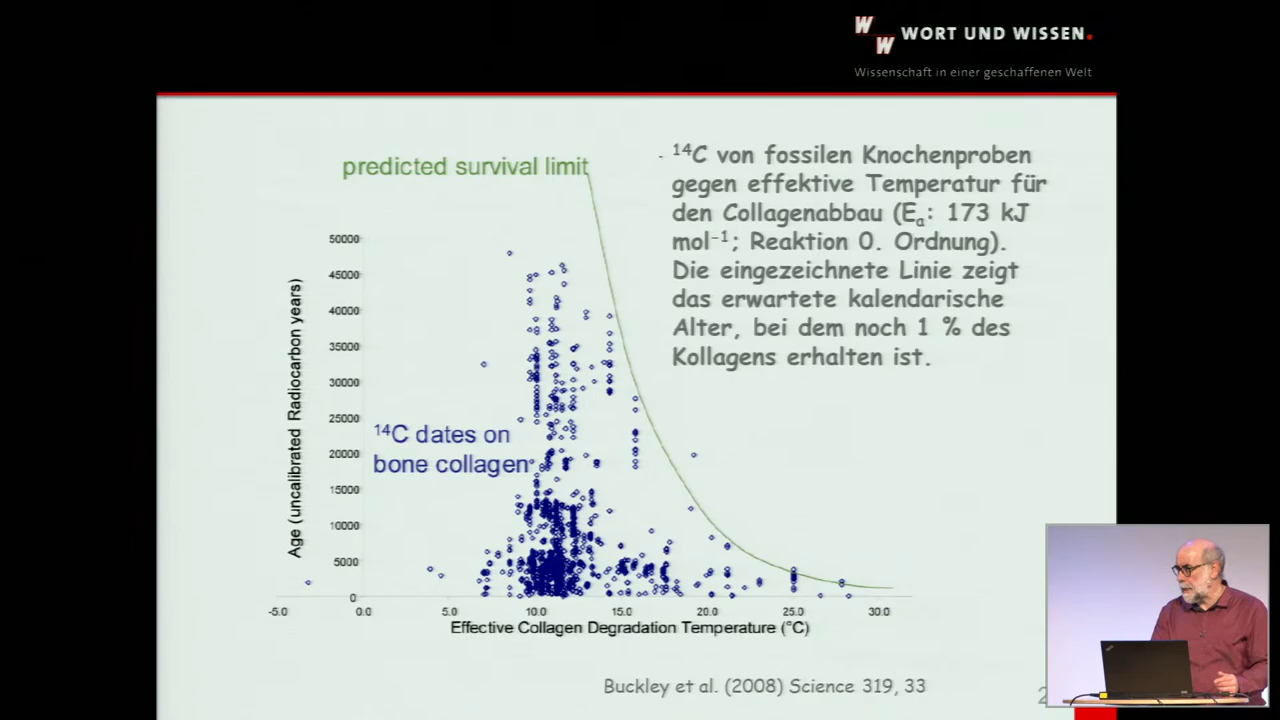 W
W
WORT UND WISSEN.
Wissenschaft in einer geschaffenen Welt
predicted survival limit
- ¹⁴C von fossilen Knochenproben
gegen effektive Temperatur für
den Collagenabbau (Eₐ: 173 kJ
mol⁻¹; Reaktion 0. Ordnung).
Die eingezeichnete Linie zeigt
das erwartete kalendarische
Alter, bei dem noch 1 % des
Kollagens erhalten ist.
Age (uncalibrated Radiocarbon years)
50000
45000
40000
35000
30000
25000
20000
15000
10000
5000
0
¹⁴C dates on
bone collagen
-5.0 0.0 5.0 10.0 15.0 20.0 25.0 30.0
Effective Collagen Degradation Temperature (°C)
Buckley et al. (2008) Science 319, 33